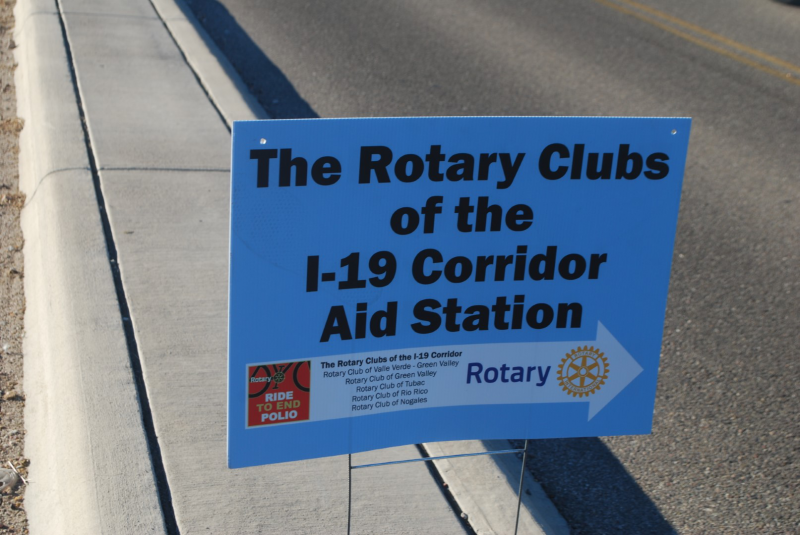 The Rotary Clubs
of the
I-19 Corridor
Aid Station
Rotary
RIDE
TO END
POLIO
The Rotary Clubs of the I-19 Corridor
Rotary Club of Valle Verde - Green Valley
Rotary Club of Green Valley
Rotary Club of Tubac
Rotary Club of Rio Rico
Rotary Club of Nogales
Rotary